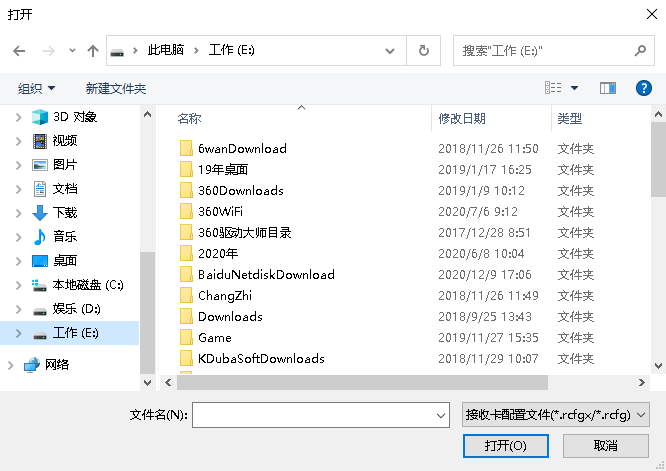 打开
此电脑 > 工作 (E:)
搜索"工作 (E:)"
组织
新建文件夹
3D 对象
视频
图片
文档
下载
音乐
桌面
本地磁盘 (C:)
娱乐 (D:)
工作 (E:)
网络
名称 修改日期 类型
6wanDownload 2018/11/26 11:50 文件夹
19年桌面 2019/1/17 16:25 文件夹
360Downloads 2019/1/9 10:12 文件夹
360WiFi 2020/7/6 9:12 文件夹
360驱动大师目录 2017/12/28 8:51 文件夹
2020年 2020/6/8 10:04 文件夹
BaiduNetdiskDownload 2020/12/9 17:06 文件夹
ChangZhi 2018/11/26 11:49 文件夹
Downloads 2018/9/25 13:43 文件夹
Game 2019/11/27 15:35 文件夹
KDubaSoftDownloads 2018/11/29 10:07 文件夹
文件名(N):
接收卡配置文件(*.rcfgx/*.rcfg)
打开(O)
取消